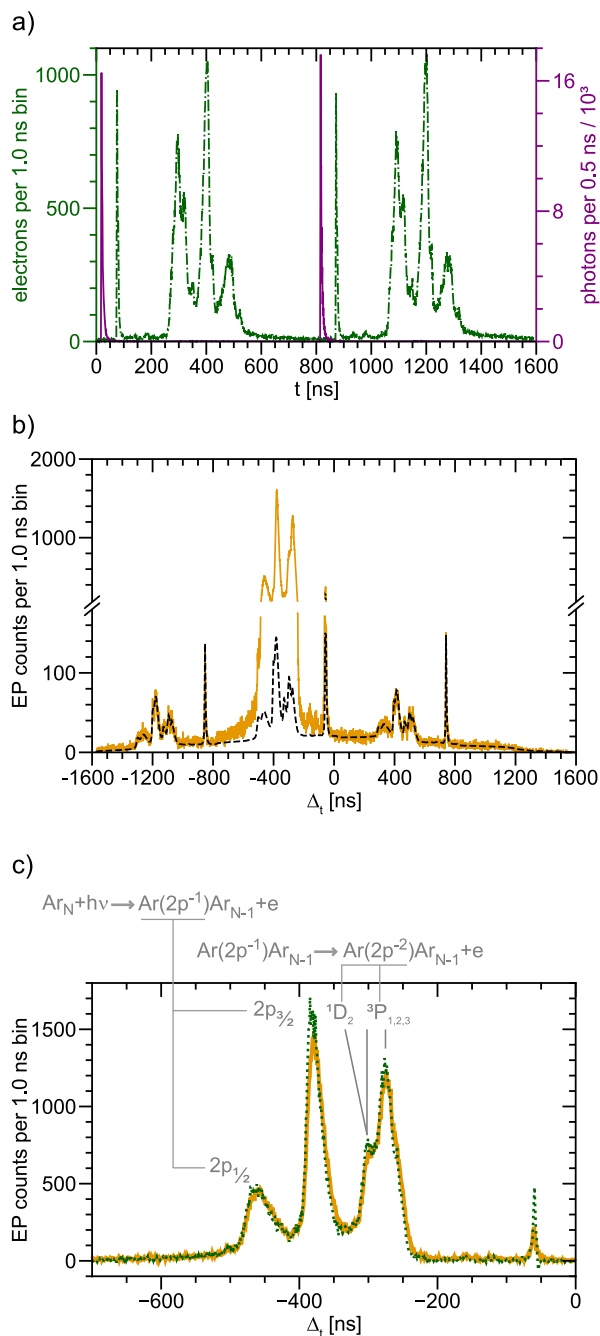 a)
electrons per 1.0 ns bin
1000
500
0
16
12
8
4
0
photons per 0.5 ns / 10³
0 200 400 600 800 1000 1200 1400 1600
t [ns]
b)
EP counts per 1.0 ns bin
2000
1000
100
0
-1600 -1200 -800 -400 0 400 800 1200 1600
Δt [ns]
c)
ArN+hν→Ar(2p-1)ArN-1+e
Ar(2p-1)ArN-1→Ar(2p-2)ArN-1+e
2p3/2
1D2
3P1,2,3
2p1/2
EP counts per 1.0 ns bin
1500
1000
500
0
−600 −400 −200 0
Δt [ns]